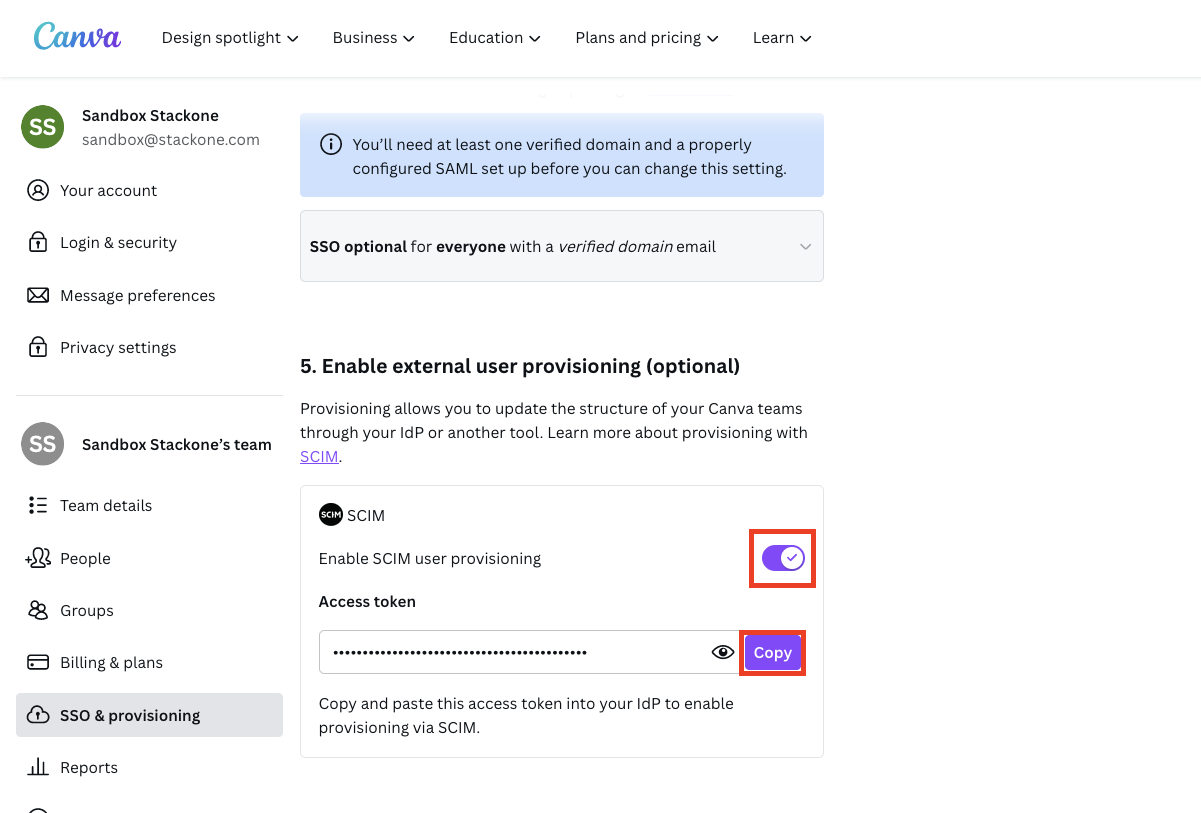 Canva
Design spotlight
Business
Education
Plans and pricing
Learn
SS
Sandbox Stackone
sandbox@stackone.com
Your account
Login & security
Message preferences
Privacy settings
SS
Sandbox Stackone’s team
Team details
People
Groups
Billing & plans
SSO & provisioning
Reports
You’ll need at least one verified domain and a properly
configured SAML set up before you can change this setting.
SSO optional for everyone with a verified domain email
5. Enable external user provisioning (optional)
Provisioning allows you to update the structure of your Canva teams
through your IdP or another tool. Learn more about provisioning with
SCIM.
SCIM SCIM
Enable SCIM user provisioning
Access token
••••••••••••••••••••••••••••••••••••••••••• Copy
Copy and paste this access token into your IdP to enable
provisioning via SCIM.